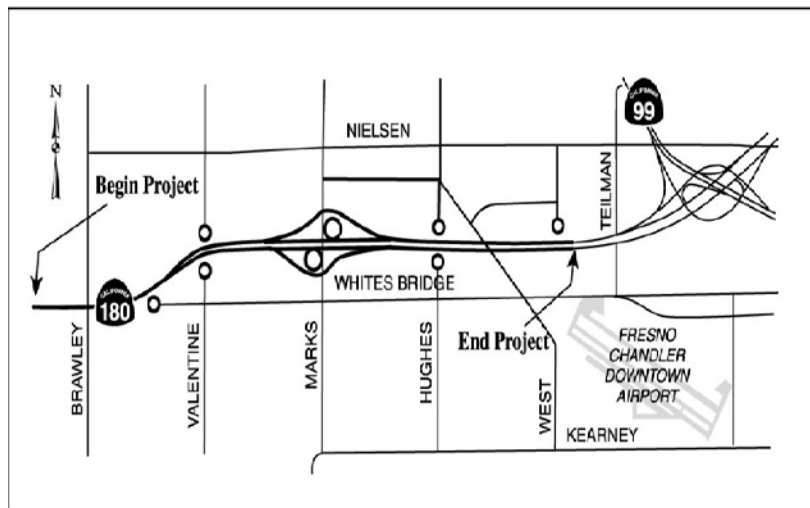 N
CALIFORNIA
99
NIELSEN
Begin Project
TEILMAN
WHITES BRIDGE
CALIFORNIA
180
BRAWLEY
VALENTINE
MARKS
HUGHES
End Project
WEST
FRESNO
CHANDLER
DOWNTOWN
AIRPORT
KEARNEY